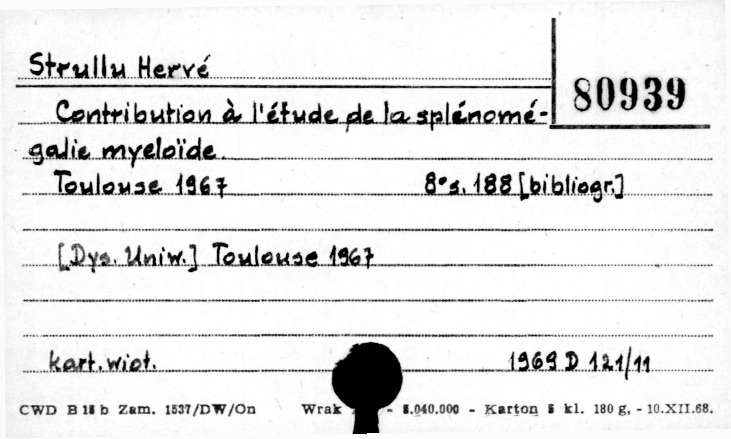 Strullu Hervé
80939
Contribution à l'étude de la splénomé-
galie myeloïde.
Toulouse 1967 8° s. 188 [bibliogr.]
[Dys. Uniw.] Toulouse 1967
kart. wiot. 1969 D 121/11
CWD B 18 b Zam. 1537/DW/On Wrak - 5.040.000 - Karton 5 kl. 180 g, - 10.XII.68.